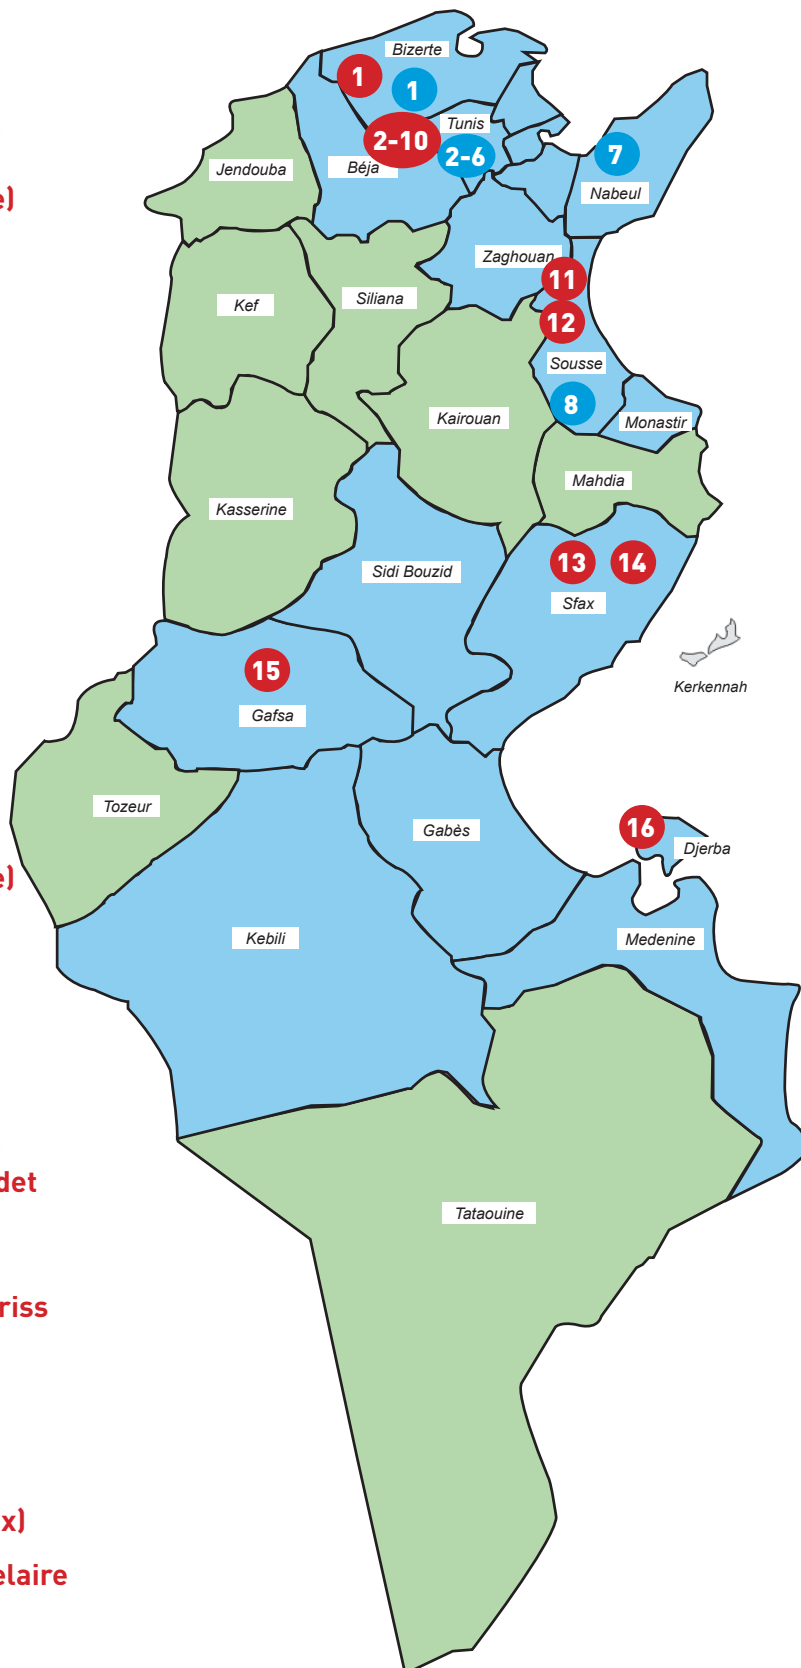 Bizerte
1
1
Tunis
2-10
2-6
7
Béja
Jendouba
Nabeul
e)
Zaghouan
11
Siliana
Kef
12
Sousse
8
Kairouan
Monastir
Mahdia
Kasserine
13
14
Sidi Bouzid
Sfax
15
Kerkennah
Gafsa
Tozeur
Gabès
16
Djerba
e)
Kebili
Medenine
det
Tataouine
riss
x)
elaire